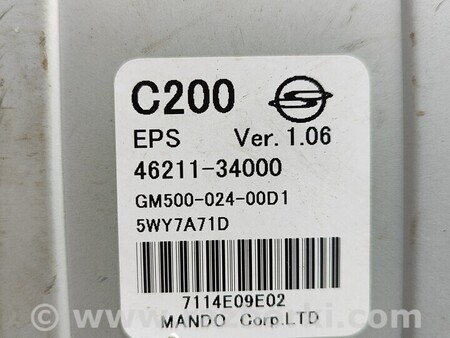 C200
EPS Ver. 1.06
46211-34000
GM500-024-00D1
5WY7A71D
7114E09E02
MANDO Corp.LTD